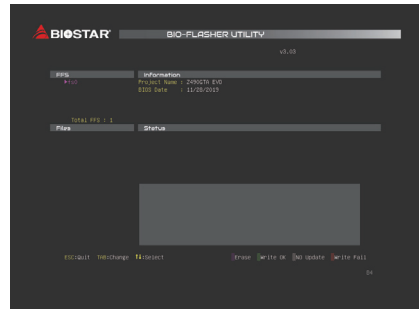 BIOSTAR
BIO-FLASHER UTILITY
v3.03
FFS
Information
Project Name : Z490GTA EVO
BIOS Date : 11/28/2019
Total FFS : 1
Files
Status
ESC:Quit TAB:Change ↑↓:Select
Erase Write OK NO Update Write Fail